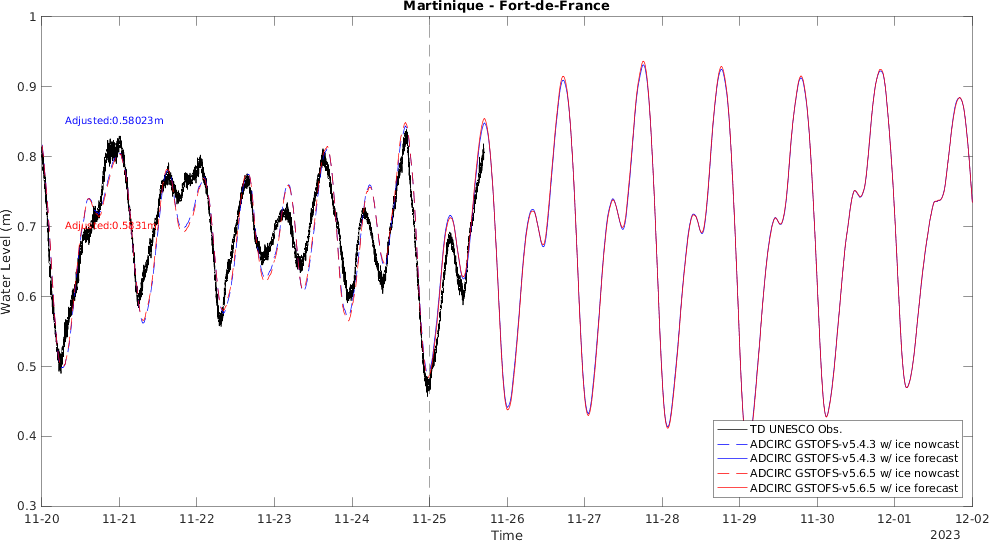 Martinique - Fort-de-France
1
0.9
0.8
0.7
0.6
0.5
0.4
0.3
Water Level (m)
Adjusted:0.58023m
Adjusted:0.5831m
TD UNESCO Obs.
ADCIRC GSTOFS-v5.4.3 w/ ice nowcast
ADCIRC GSTOFS-v5.4.3 w/ ice forecast
ADCIRC GSTOFS-v5.6.5 w/ ice nowcast
ADCIRC GSTOFS-v5.6.5 w/ ice forecast
11-20 11-21 11-22 11-23 11-24 11-25 11-26 11-27 11-28 11-29 11-30 12-01 12-02
Time
2023